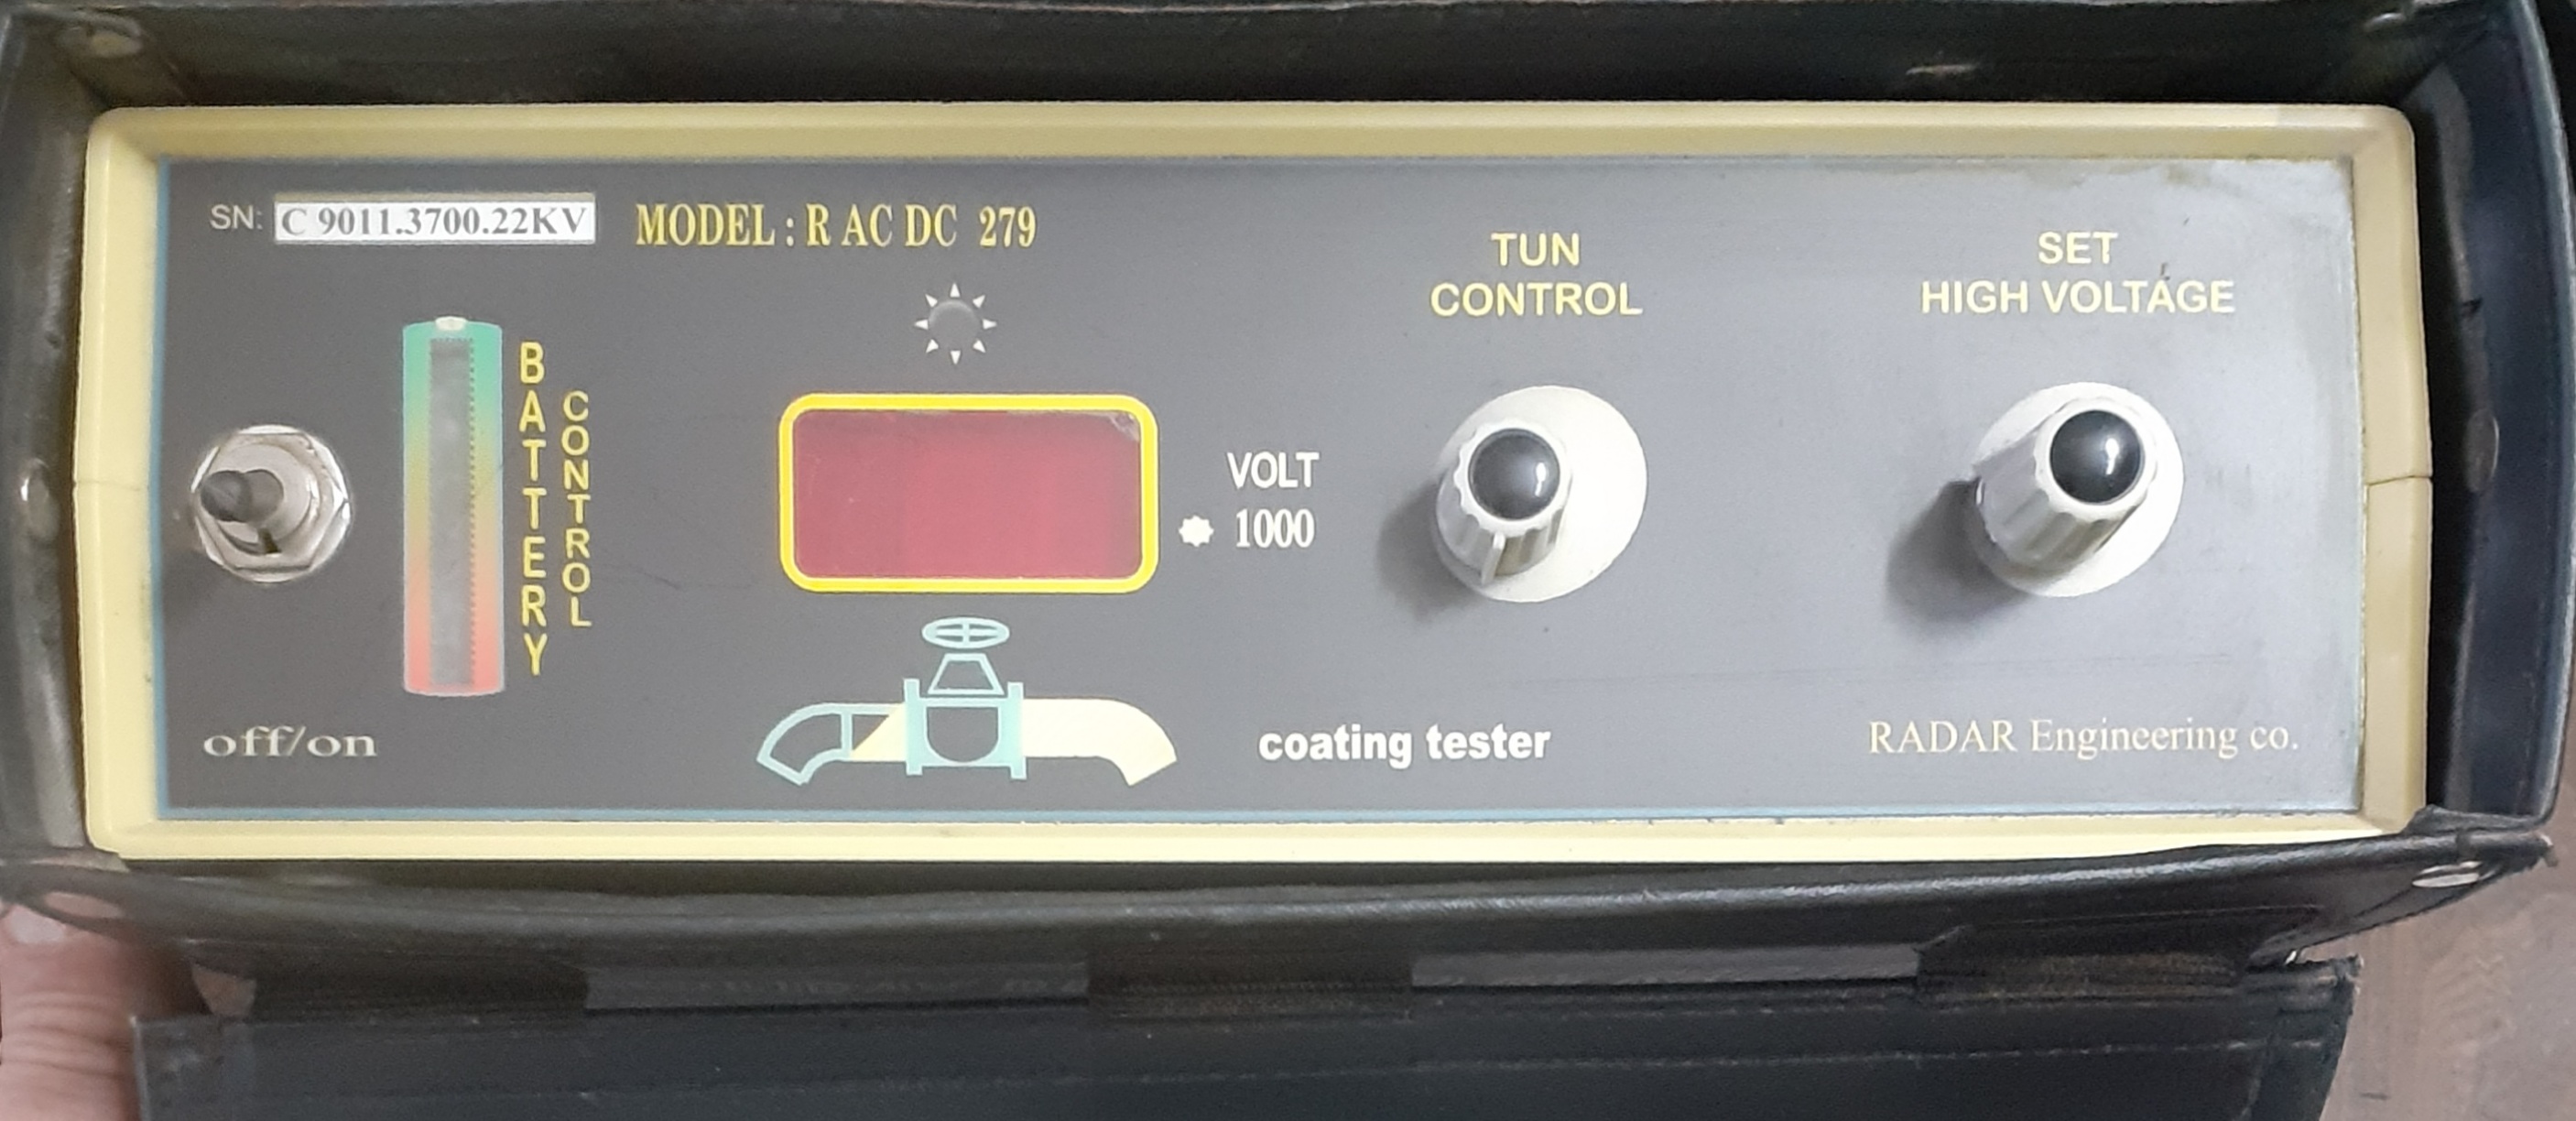 SN: C 9011.3700.22KV
MODEL : R AC DC 279
TUN
CONTROL
SET
HIGH VOLTAGE
BATTERY
CONTROL
VOLT
1000
off/on
coating tester
RADAR Engineering co.